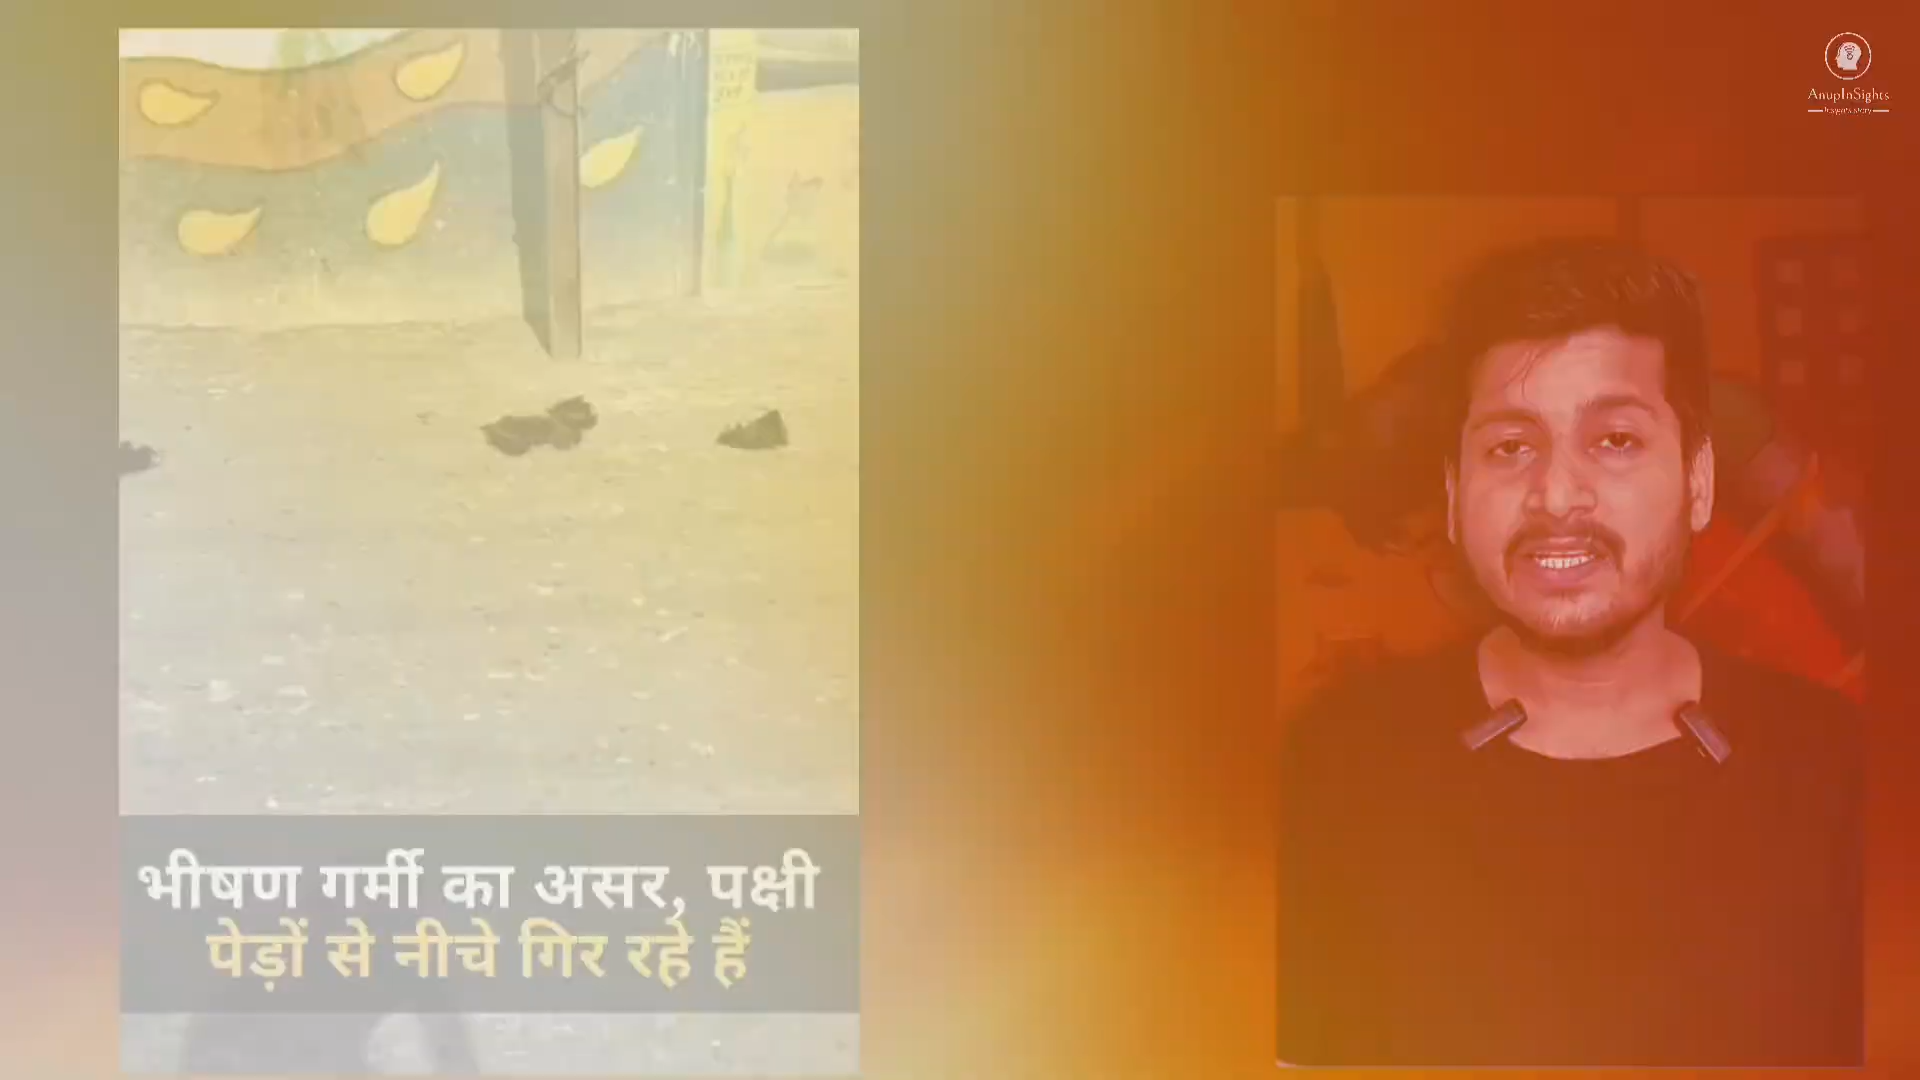 AnupInSights
भीषण गर्मी का असर, पक्षी
पेड़ों से नीचे गिर रहे हैं